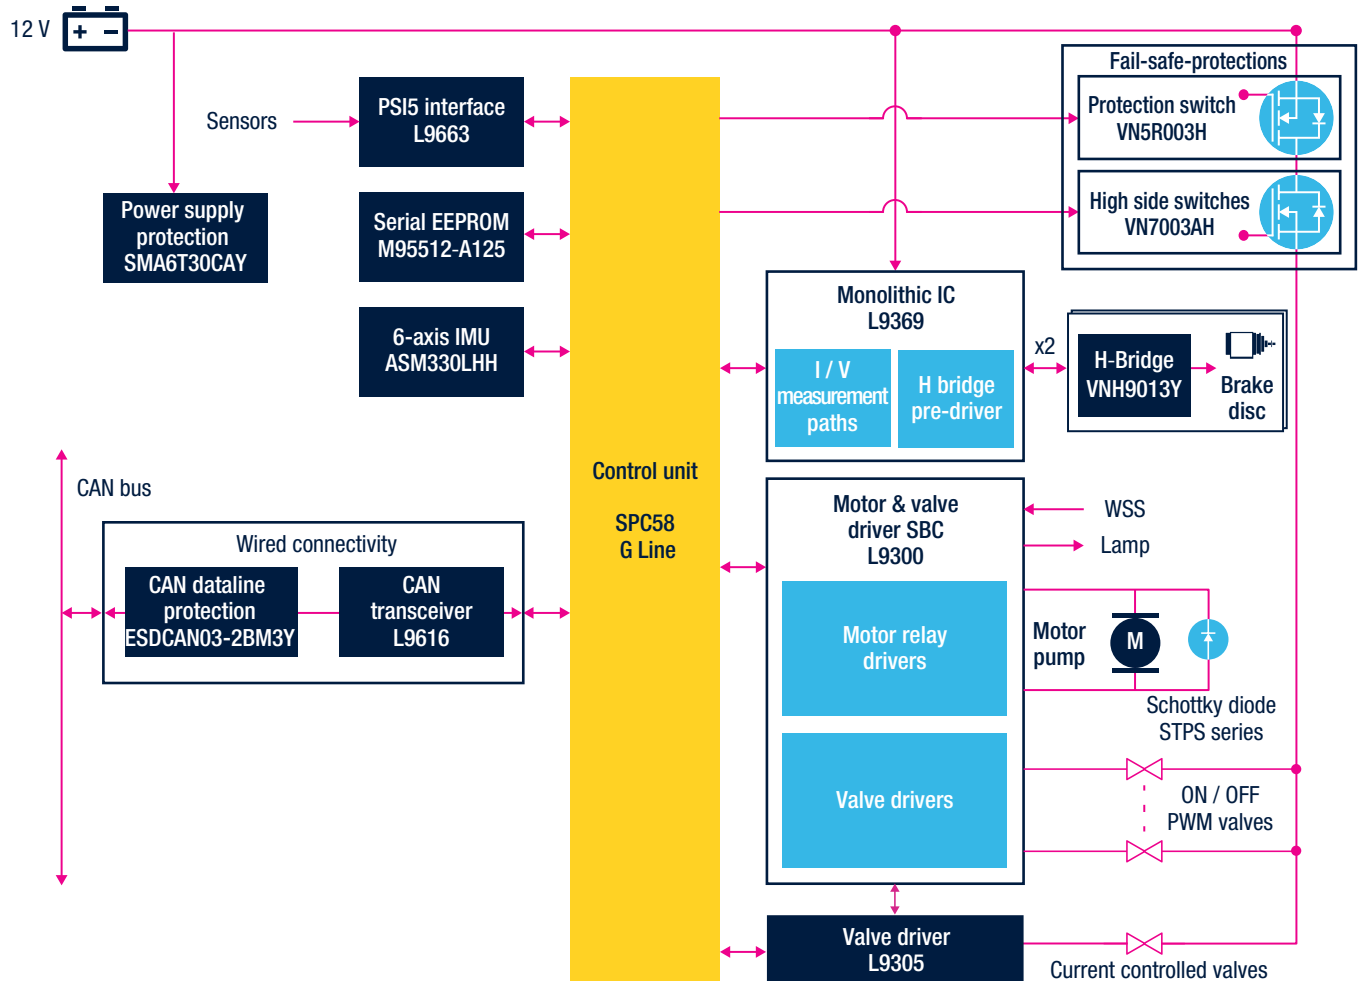 12 V
+ −
Fail-safe-protections
Protection switch
VN5R003H
High side switches
VN7003AH
Sensors
PSI5 interface
L9663
Power supply
protection
SMA6T30CAY
Serial EEPROM
M95512-A125
6-axis IMU
ASM330LHH
Monolithic IC
L9369
I / V
measurement
paths
H bridge
pre-driver
x2
H-Bridge
VNH9013Y
Brake
disc
Control unit
SPC58
G Line
CAN bus
Wired connectivity
CAN dataline
protection
ESDCAN03-2BM3Y
CAN
transceiver
L9616
Motor & valve
driver SBC
L9300
WSS
Lamp
Motor relay
drivers
Motor
pump
M
Schottky diode
STPS series
Valve drivers
ON / OFF
PWM valves
Valve driver
L9305
Current controlled valves